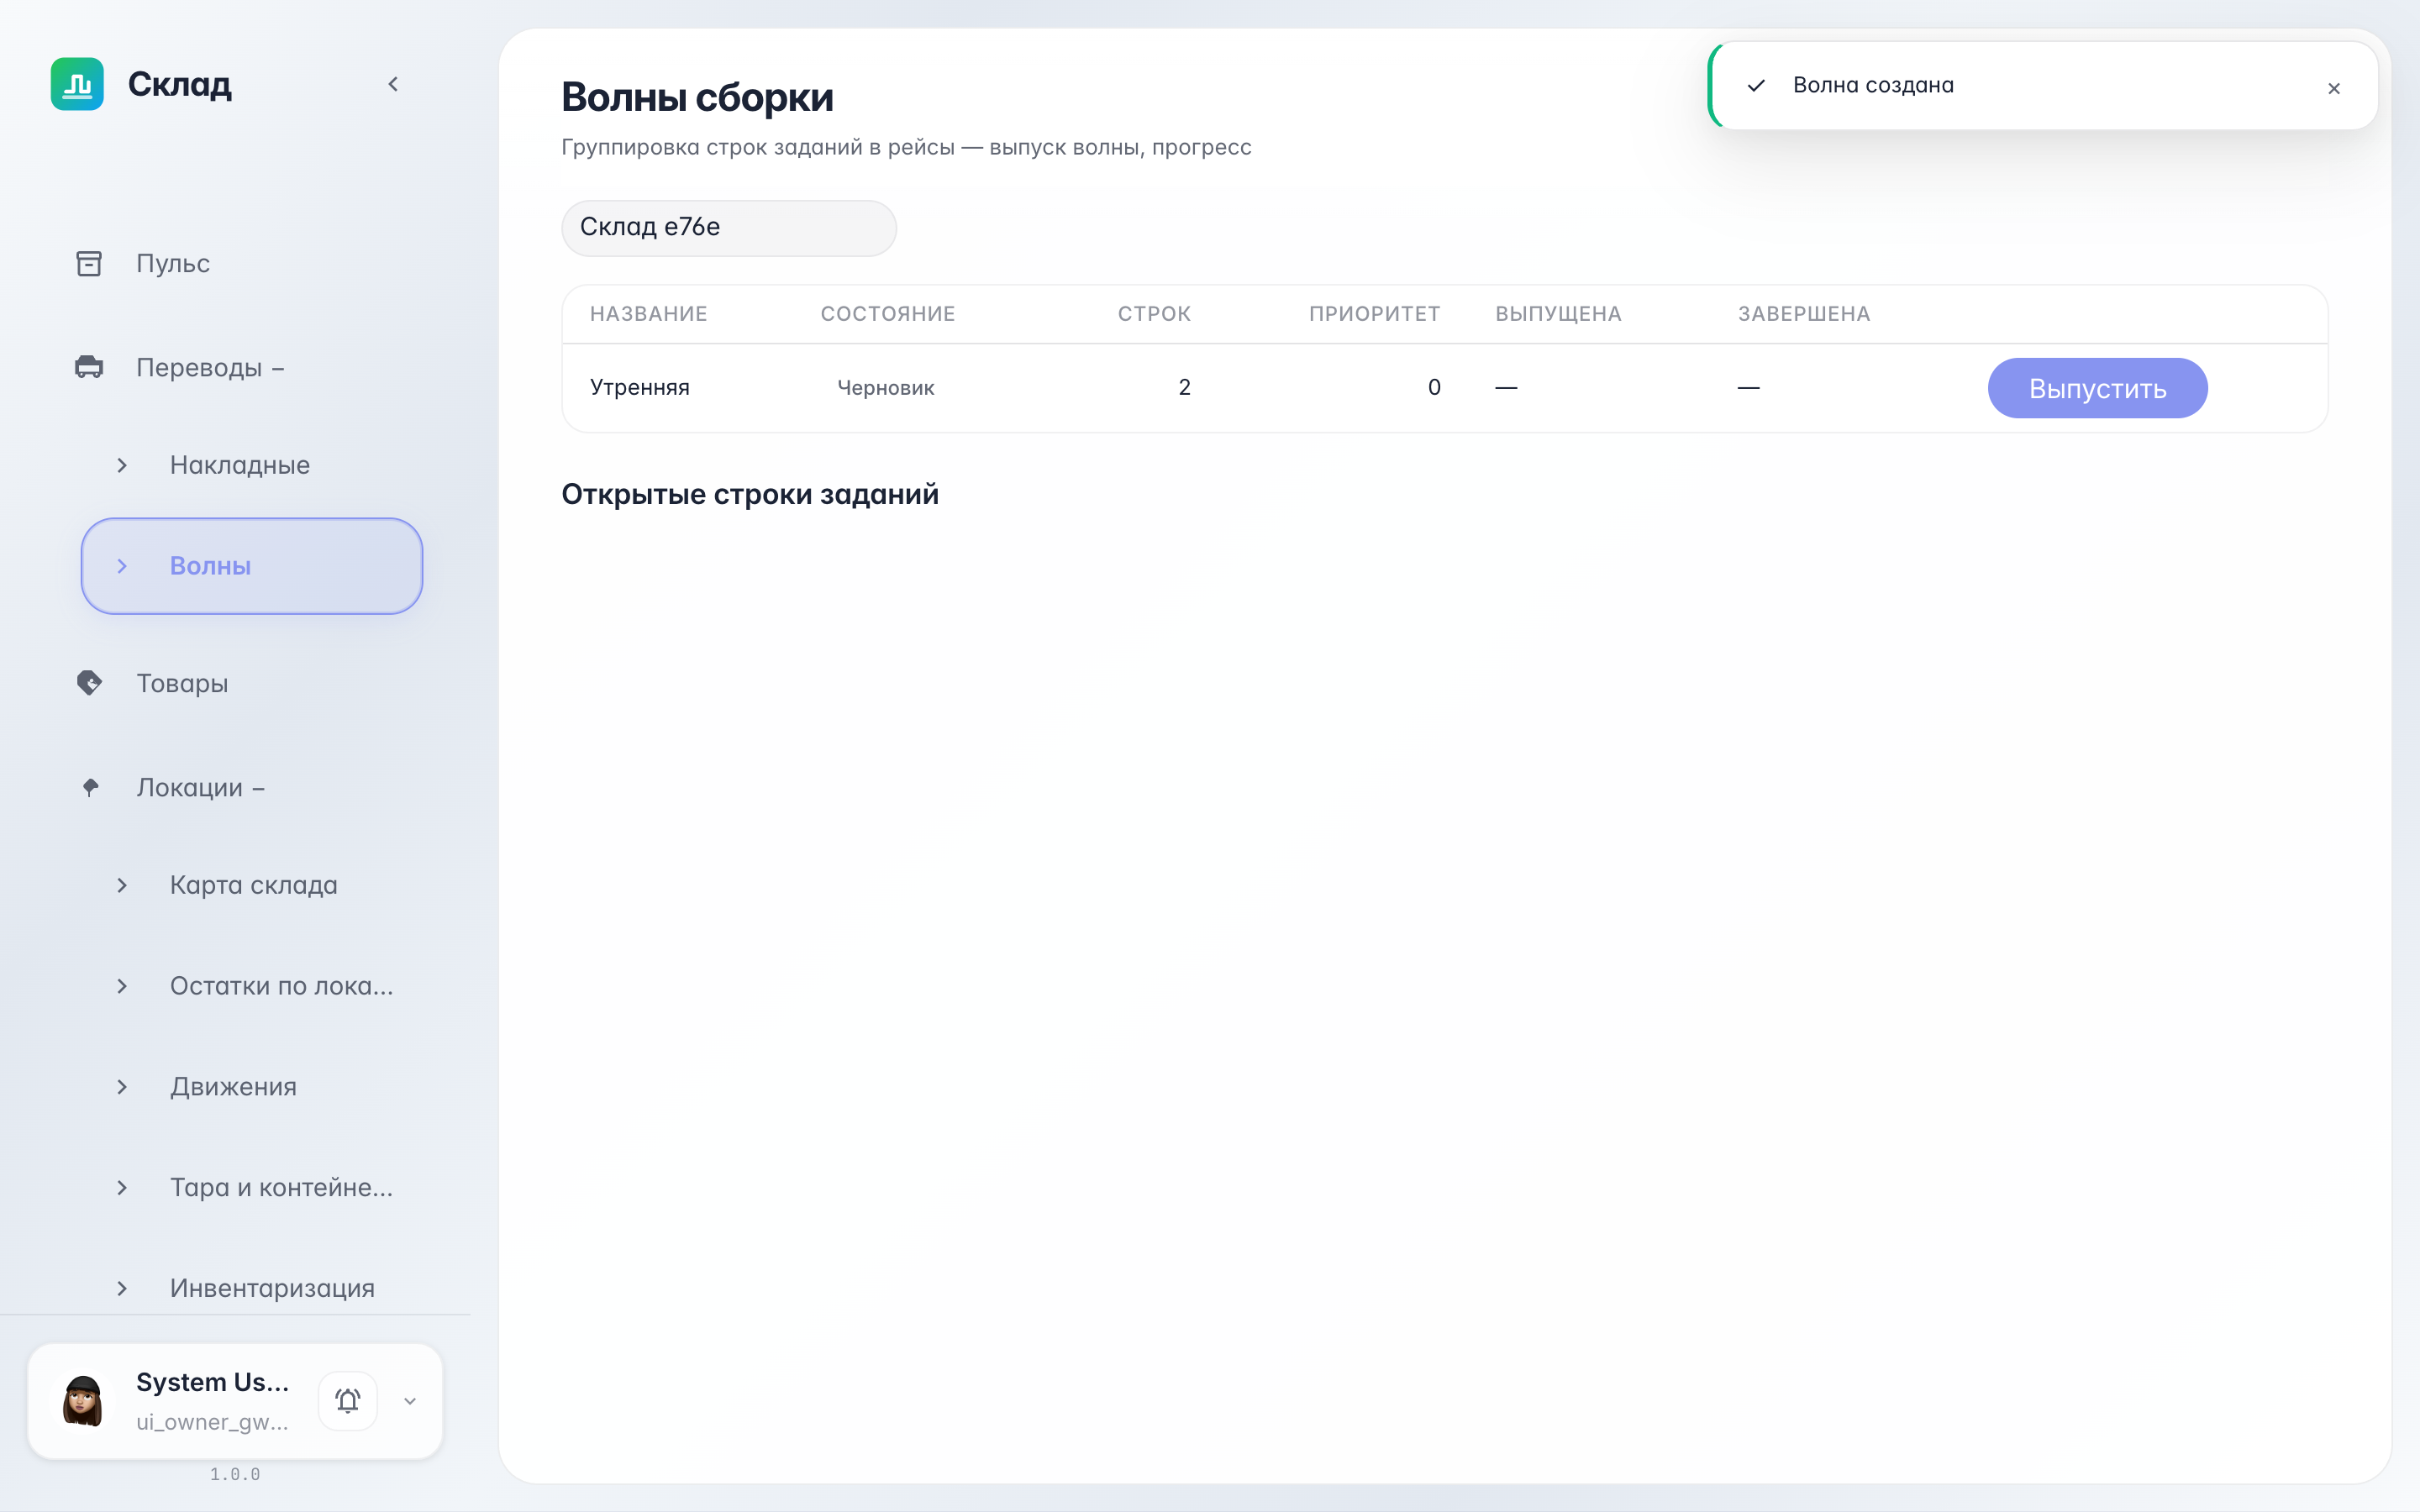 Склад
Пульс
Переводы –
Накладные
Волны
Товары
Локации –
Карта склада
Остатки по лока...
Движения
Тара и контейне...
Инвентаризация
System Us...
ui_owner_gw...
1.0.0
Волны сборки
Группировка строк заданий в рейсы — выпуск волны, прогресс
Волна создана
Склад e76e
НАЗВАНИЕ СОСТОЯНИЕ СТРОК ПРИОРИТЕТ ВЫПУЩЕНА ЗАВЕРШЕНА
Утренняя Черновик 2 0 — — Выпустить
Открытые строки заданий